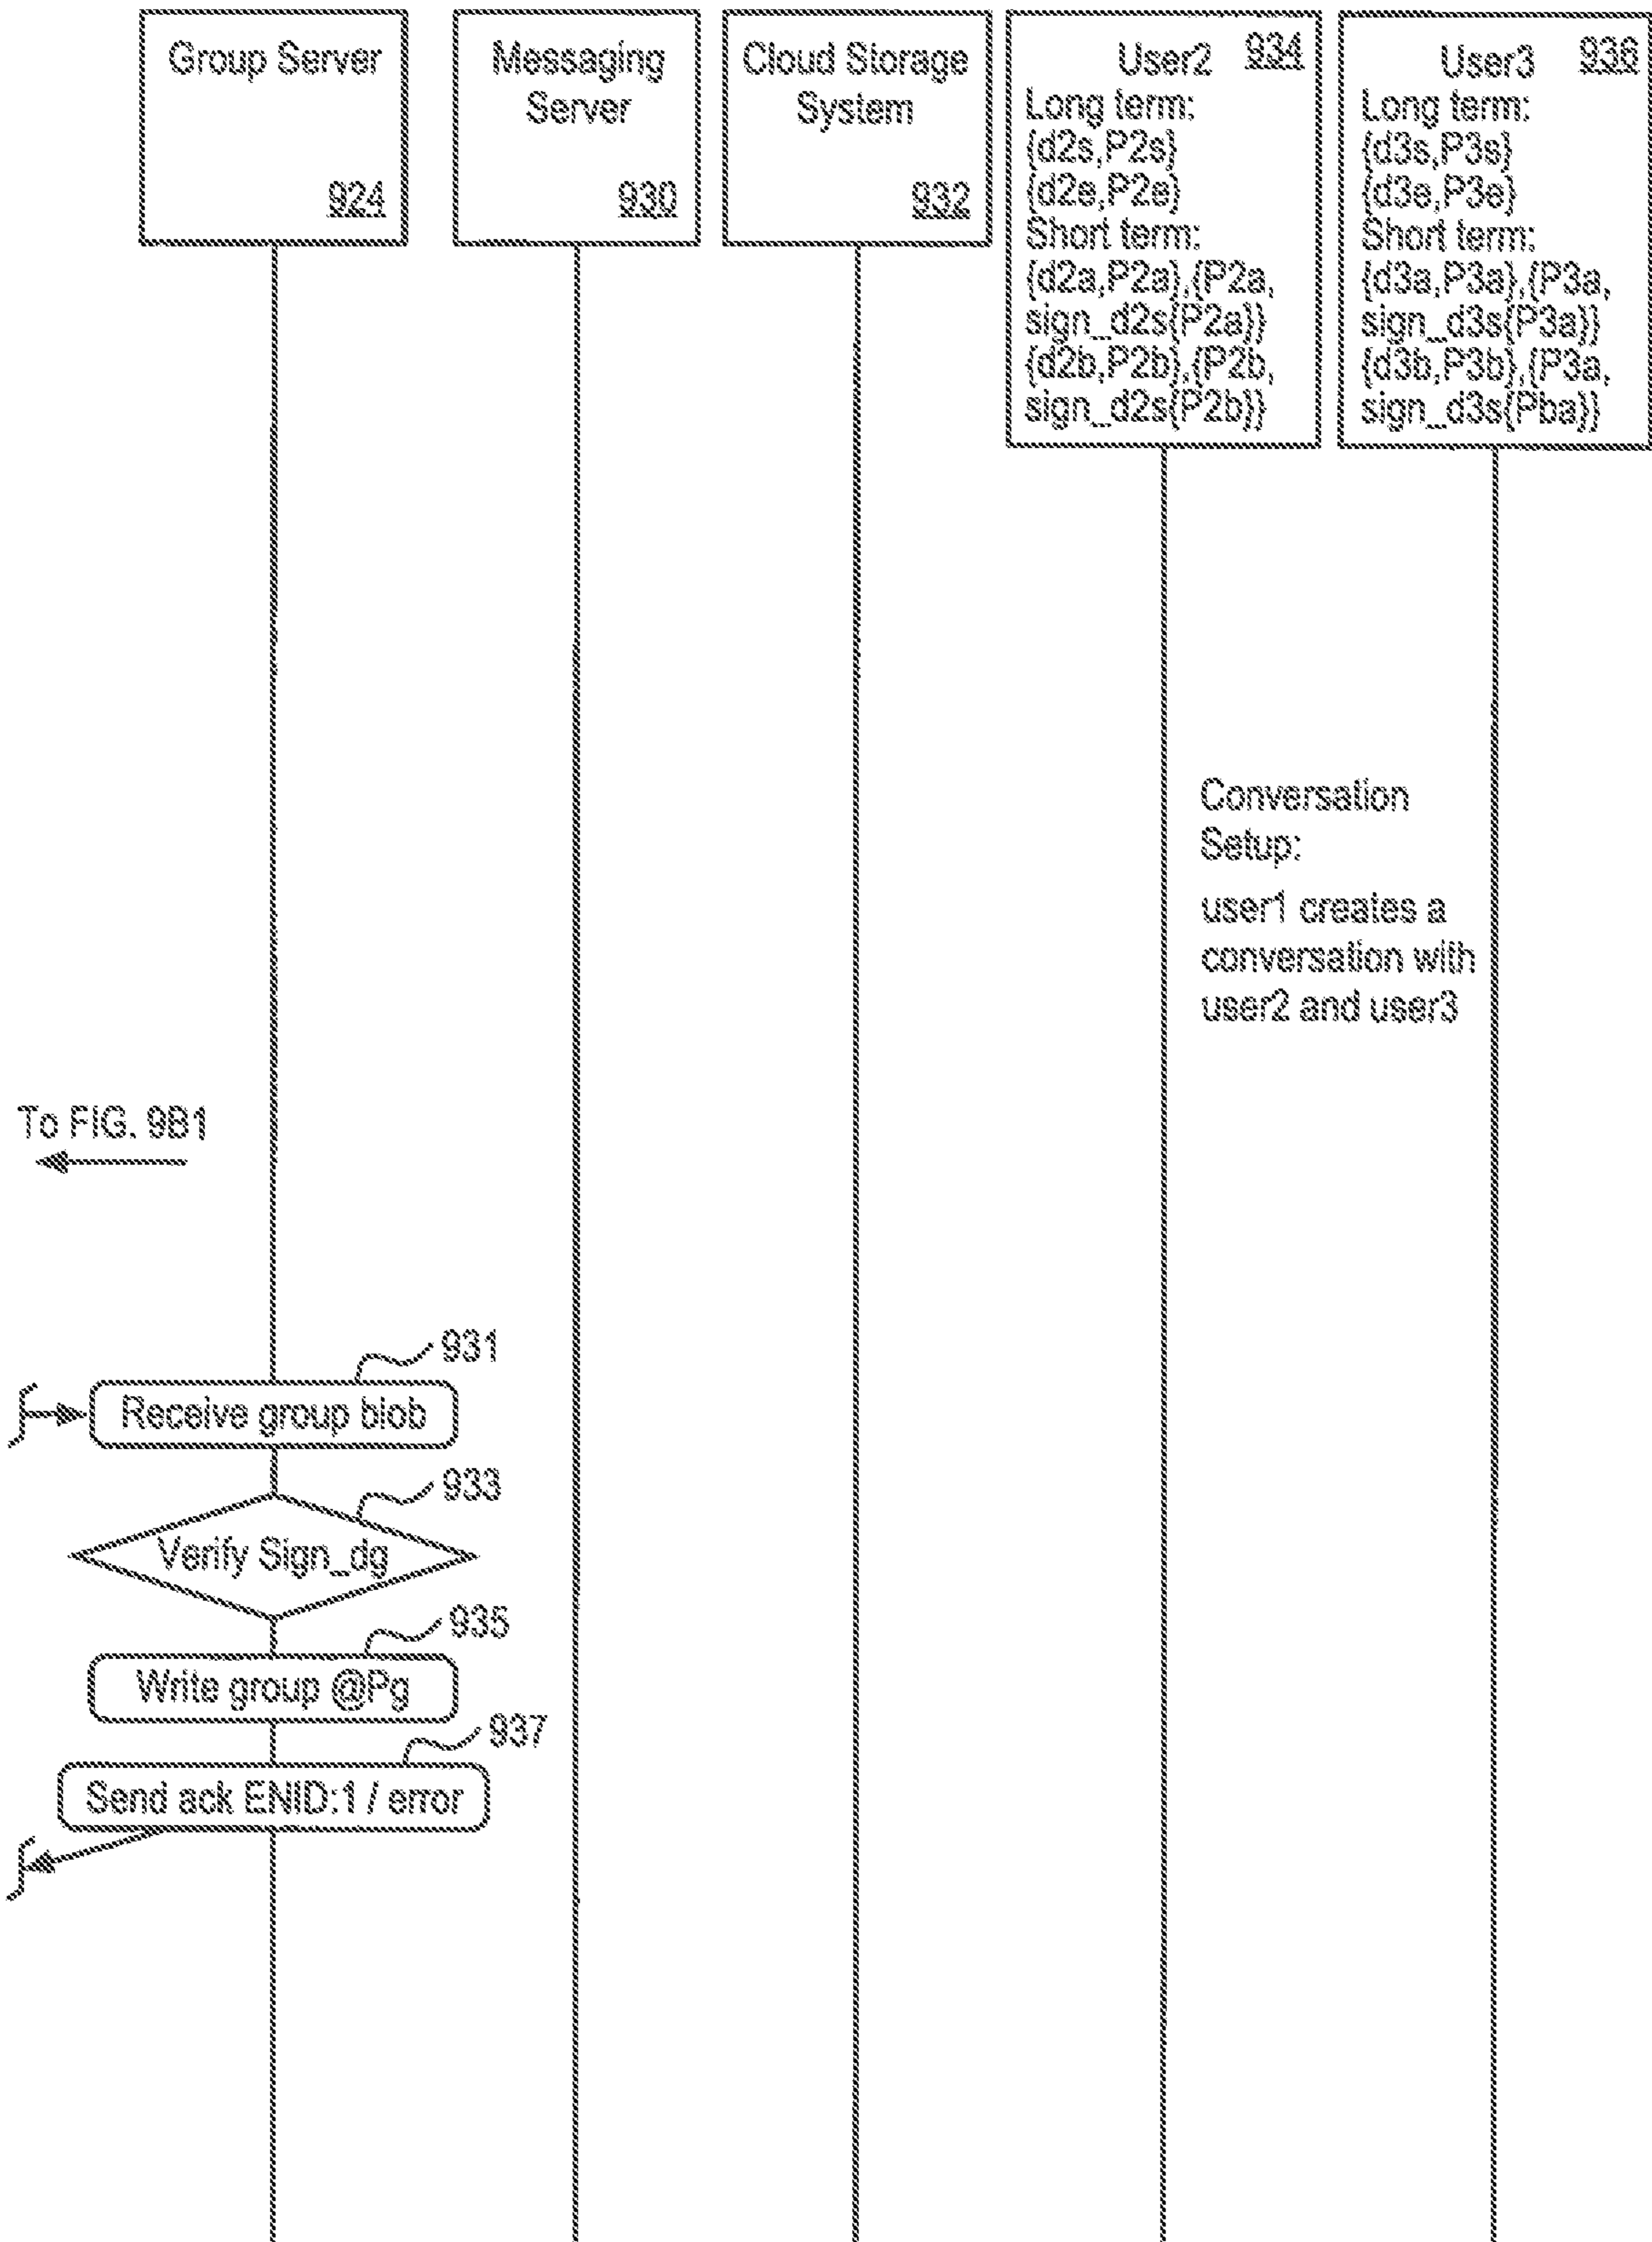 Group Server
924
Messaging
Server
930
Cloud Storage
System
932
User2 934
Long term:
{d2s,P2s}
{d2e,P2e}
Short term:
{d2a,P2a},{P2a,
sign_d2s{P2a}}
{d2b,P2b},{P2b,
sign_d2s{P2b}}
User3 936
Long term:
{d3s,P3s}
{d3e,P3e}
Short term:
{d3a,P3a},{P3a,
sign_d3s{P3a}}
{d3b,P3b},{P3a,
sign_d3s{Pba}}
Conversation
Setup:
user1 creates a
conversation with
user2 and user3
To FIG. 9B1
931
Receive group blob
933
Verify Sign_dg
935
Write group @Pg
937
Send ack ENID:1 / error